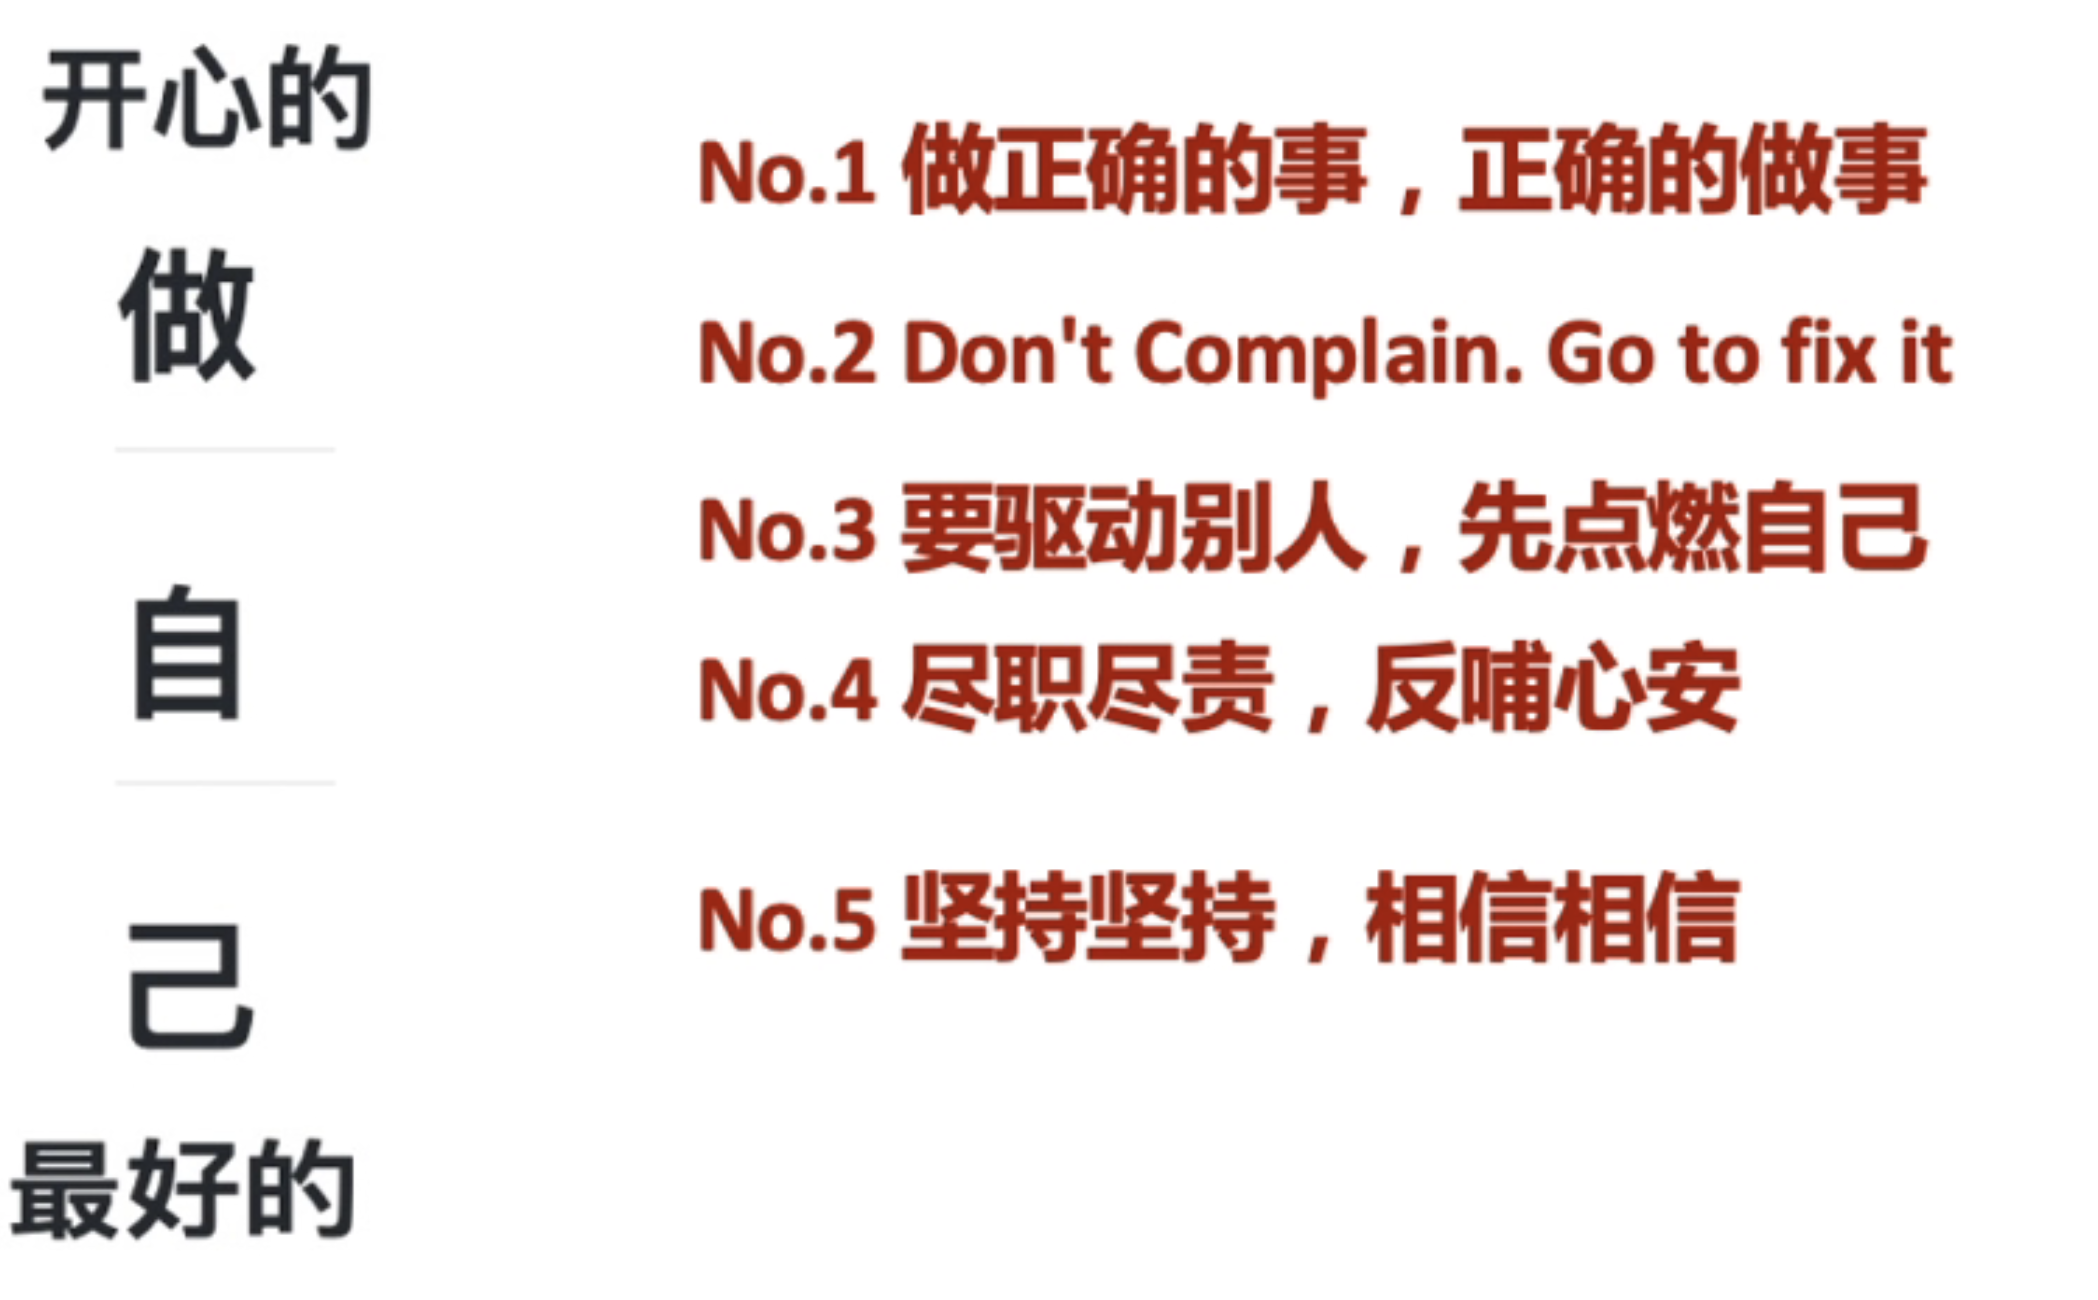 开心的
做
自
己
最好的
No.1 做正确的事，正确的做事
No.2 Don't Complain. Go to fix it
No.3 要驱动别人，先点燃自己
No.4 尽职尽责，反哺心安
No.5 坚持坚持，相信相信